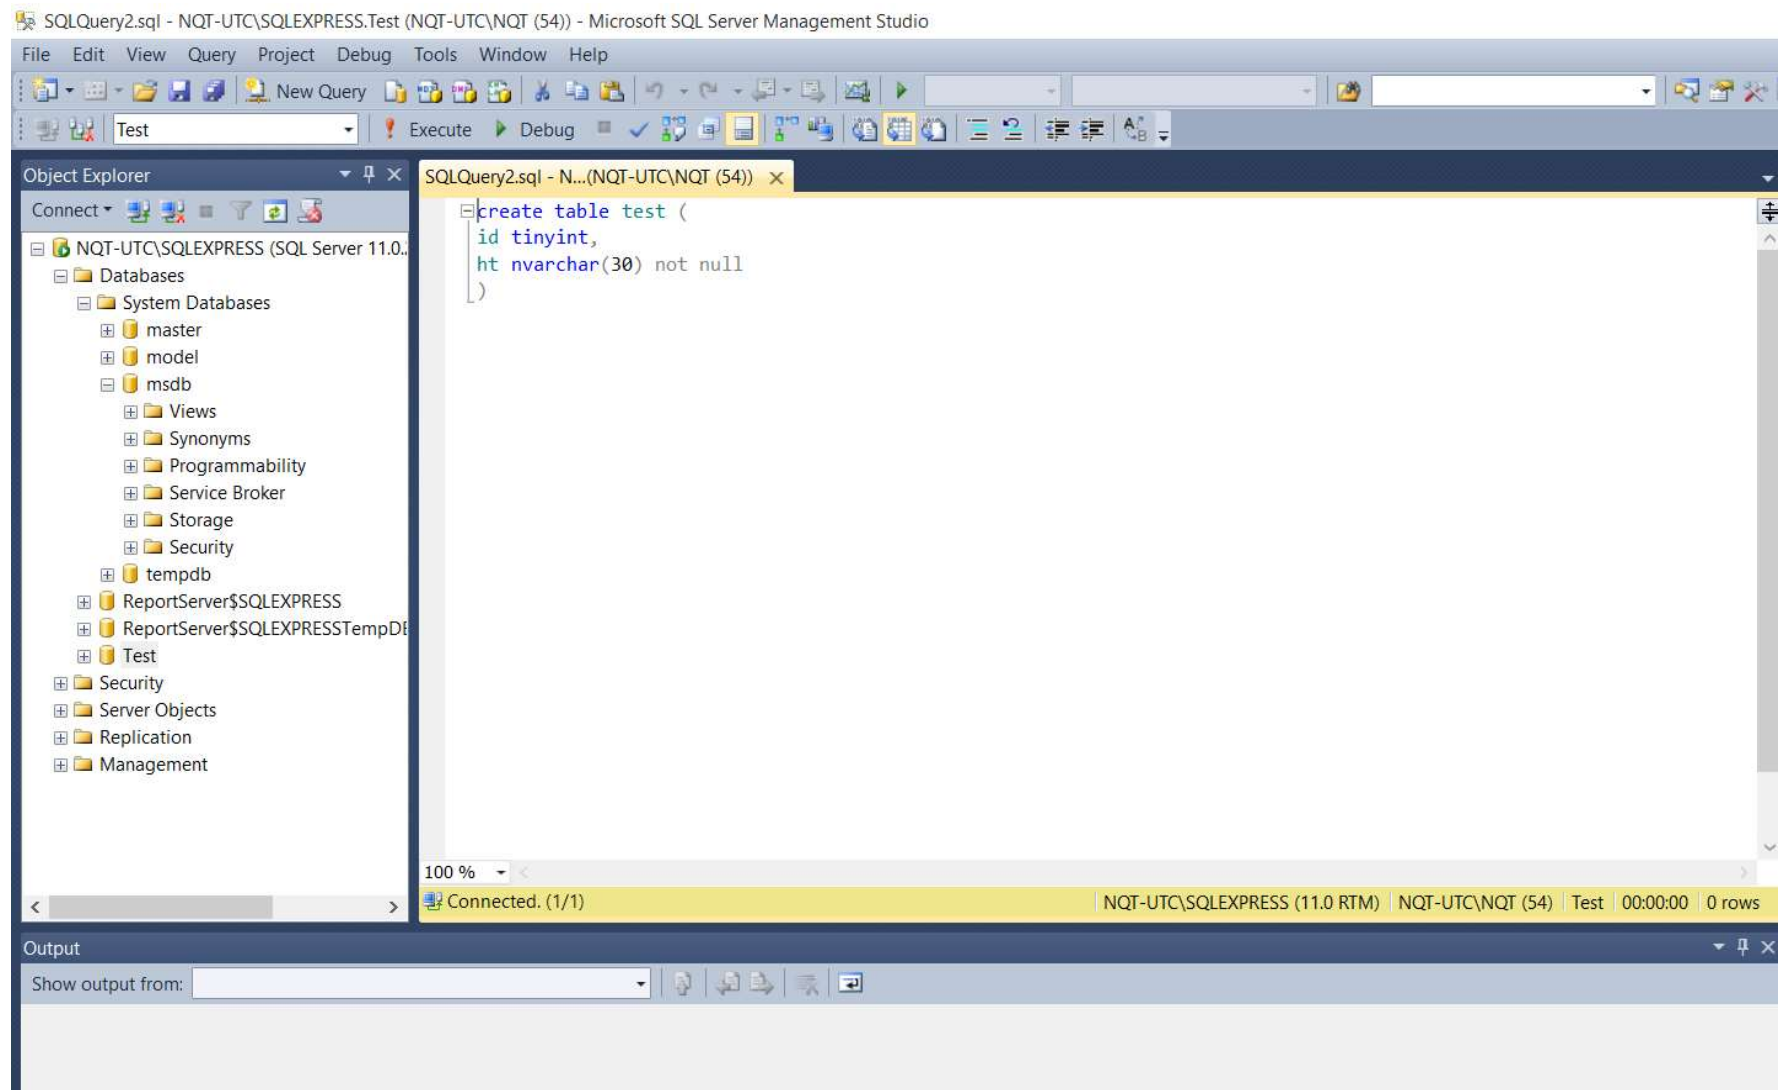 SQLQuery2.sql - NQT-UTC\SQLEXPRESS.Test (NQT-UTC\NQT (54)) - Microsoft SQL Server Management Studio
File Edit View Query Project Debug Tools Window Help
New Query
Test Execute Debug
Object Explorer
Connect
NQT-UTC\SQLEXPRESS (SQL Server 11.0.
Databases
System Databases
master
model
msdb
Views
Synonyms
Programmability
Service Broker
Storage
Security
tempdb
ReportServer$SQLEXPRESS
ReportServer$SQLEXPRESSTempDB
Test
Security
Server Objects
Replication
Management
SQLQuery2.sql - N...(NQT-UTC\NQT (54))
create table test (
id tinyint,
ht nvarchar(30) not null
)
100 %
Connected. (1/1) NQT-UTC\SQLEXPRESS (11.0 RTM) NQT-UTC\NQT (54) Test 00:00:00 0 rows
Output
Show output from: